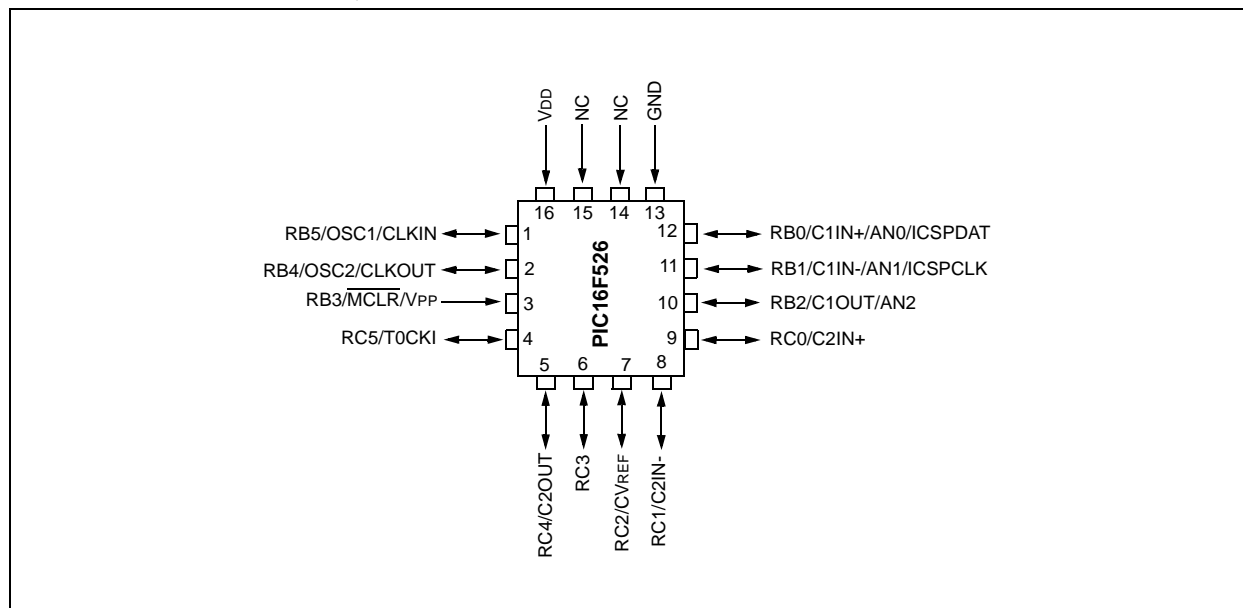 VDD
NC
NC
GND
16
15
14
13
RB5/OSC1/CLKIN
1
RB4/OSC2/CLKOUT
2
RB3/MCLR/VPP
3
RC5/T0CKI
4
PIC16F526
12
RB0/C1IN+/AN0/ICSPDAT
11
RB1/C1IN-/AN1/ICSPCLK
10
RB2/C1OUT/AN2
9
RC0/C2IN+
5
6
7
8
RC4/C2OUT
RC3
RC2/CVREF
RC1/C2IN-